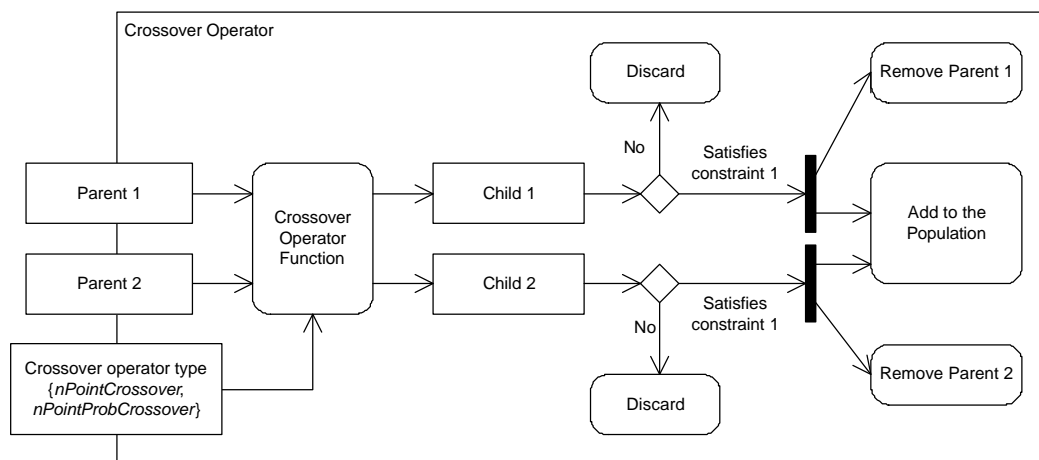 Crossover Operator
Discard
Remove Parent 1
No
Satisfies
constraint 1
Parent 1
Crossover
Operator
Function
Child 1
Add to the
Population
Parent 2
Child 2
Satisfies
constraint 1
No
Crossover operator type
{nPointCrossover,
nPointProbCrossover}
Discard
Remove Parent 2